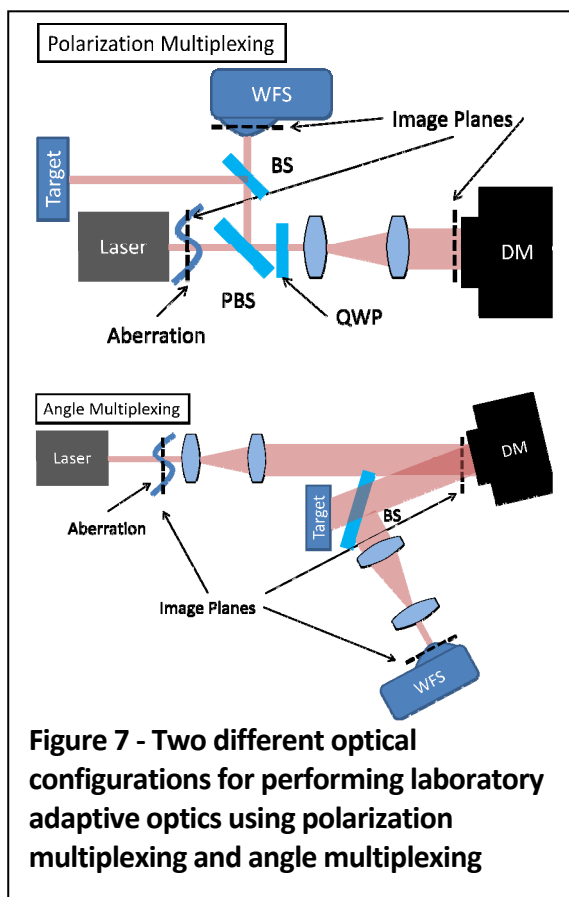 Polarization Multiplexing
WFS
Image Planes
BS
Target
Laser
DM
PBS
QWP
Aberration
Angle Multiplexing
Laser
DM
Aberration
Target
BS
Image Planes
WFS
Figure 7 - Two different optical
configurations for performing laboratory
adaptive optics using polarization
multiplexing and angle multiplexing